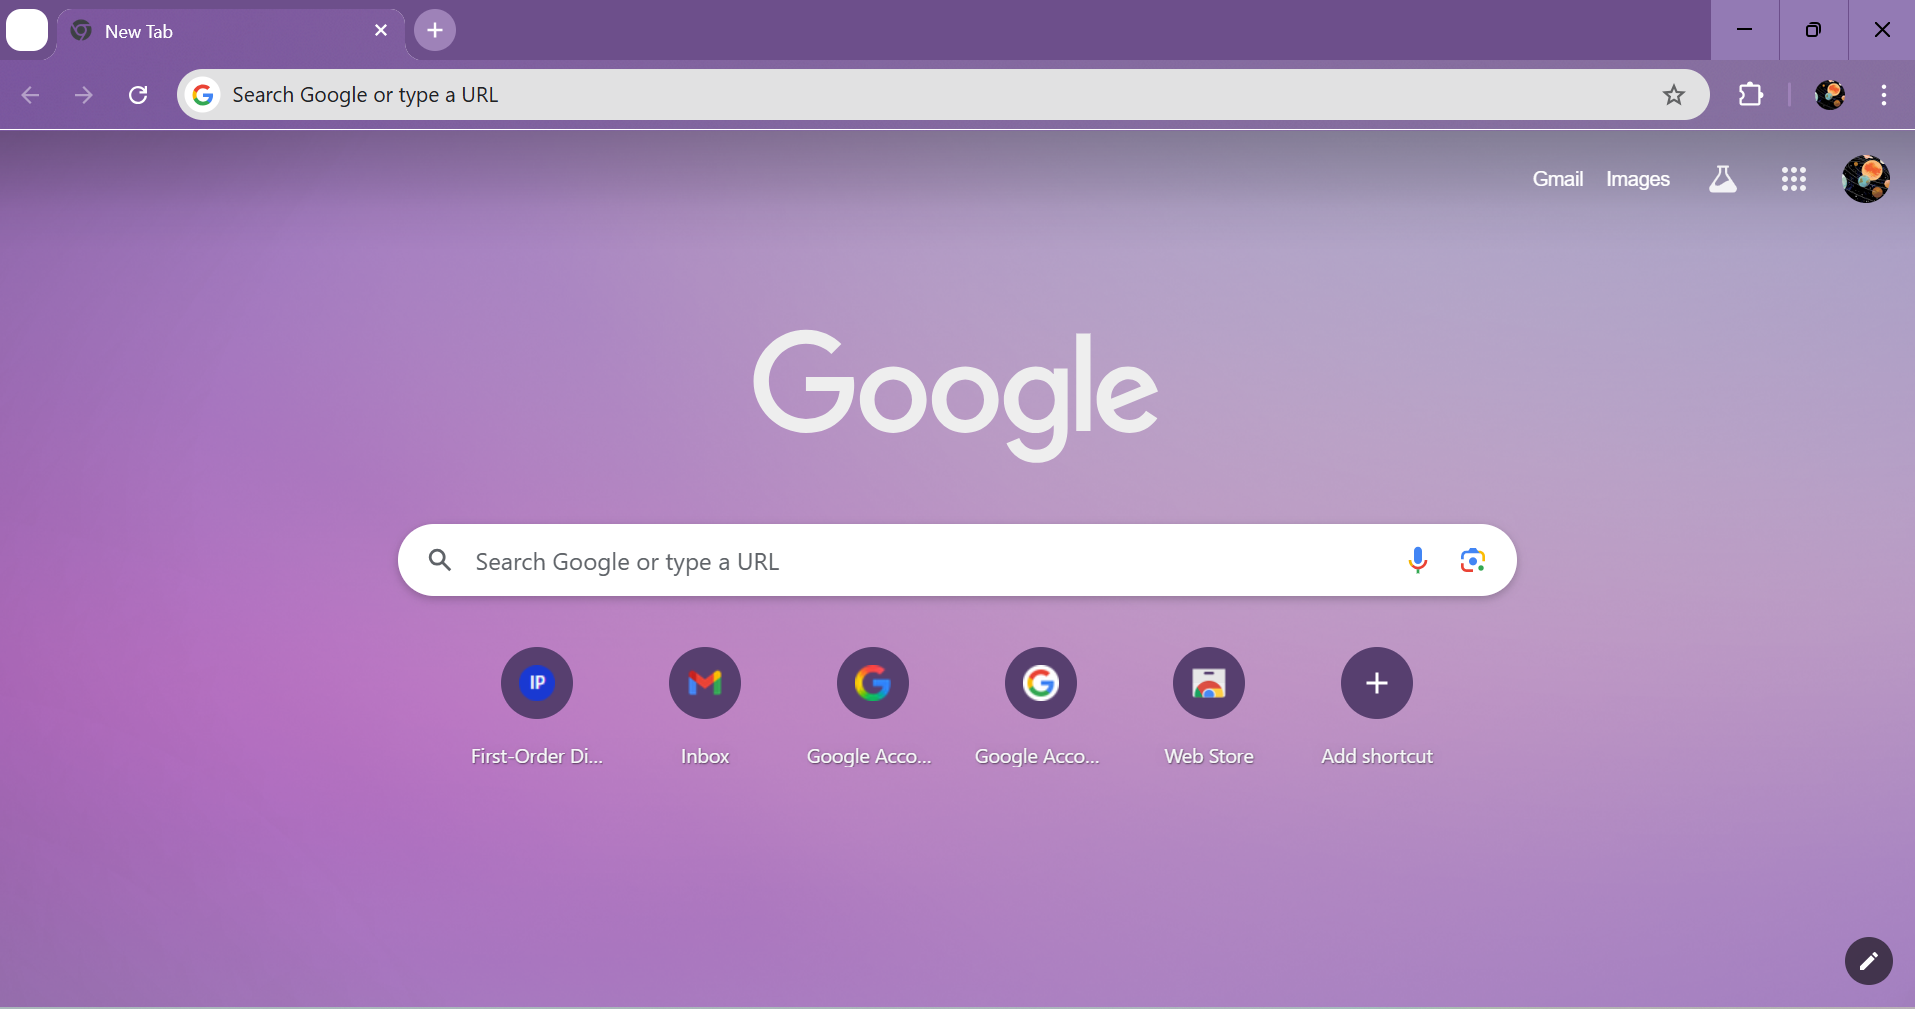 New Tab
Search Google or type a URL
Gmail Images
Google
Search Google or type a URL
IP
First-Order Di... Inbox Google Acco... Google Acco... Web Store Add shortcut